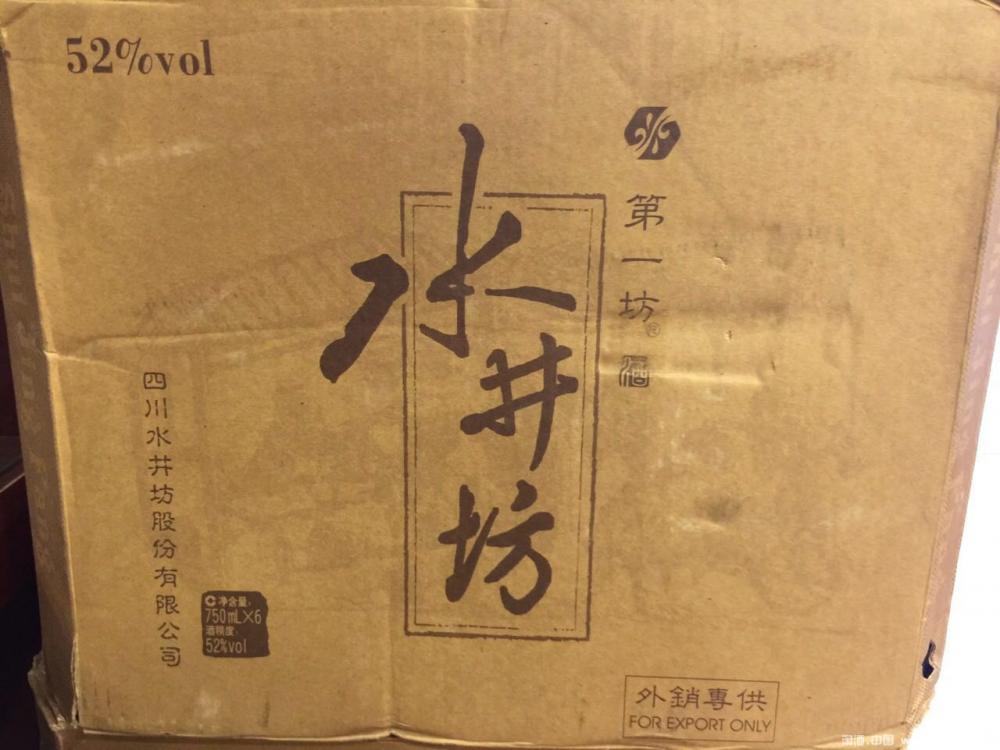 52%vol
第一坊
酒
水井坊
四川水井坊股份有限公司
净含量:
750mL×6
酒精度:
52%vol
外銷專供
FOR EXPORT ONLY